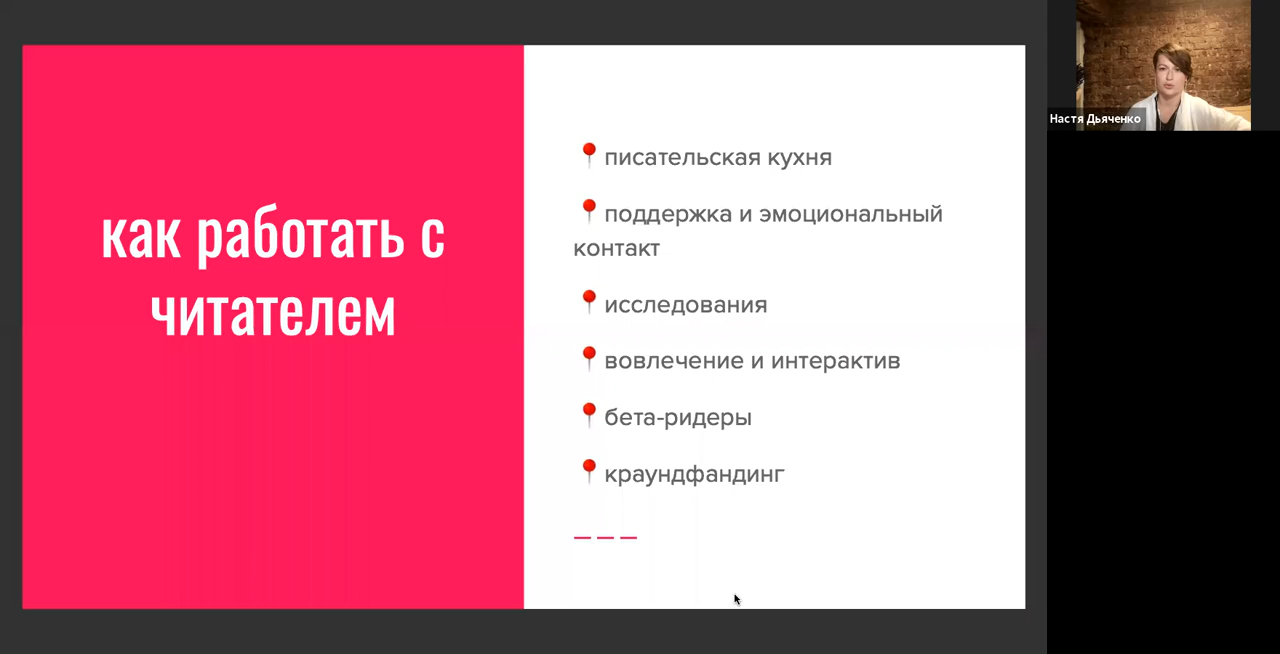 как работать с
читателем
📍писательская кухня
📍поддержка и эмоциональный
контакт
📍исследования
📍вовлечение и интерактив
📍бета-ридеры
📍краундфандинг
Настя Дьяченко